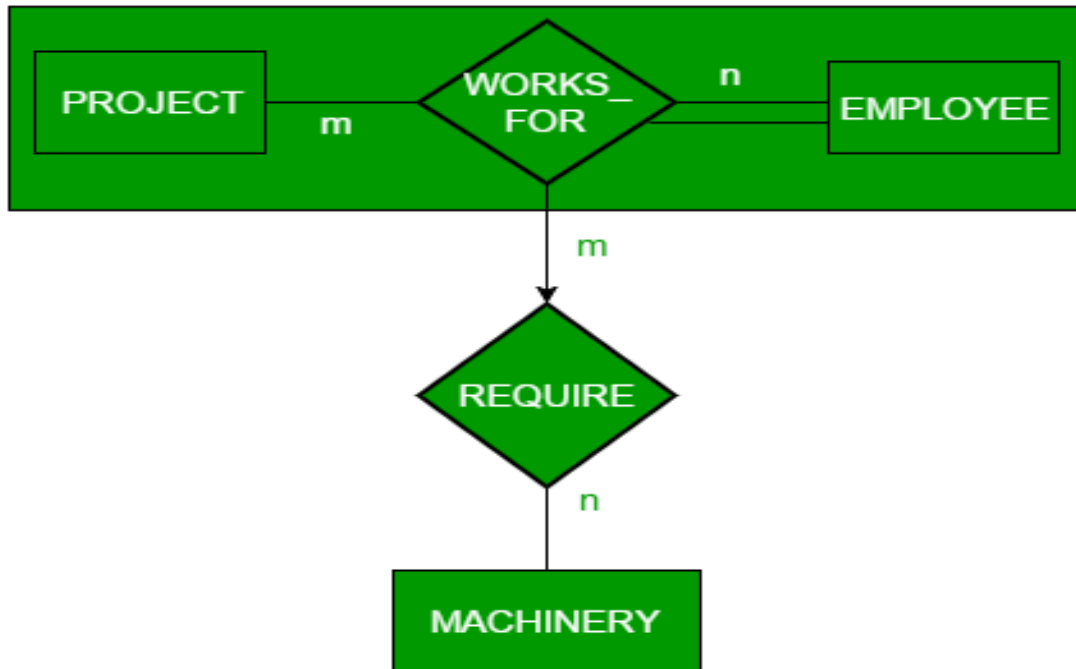 PROJECT
m
WORKS_
FOR
n
EMPLOYEE
m
REQUIRE
n
MACHINERY